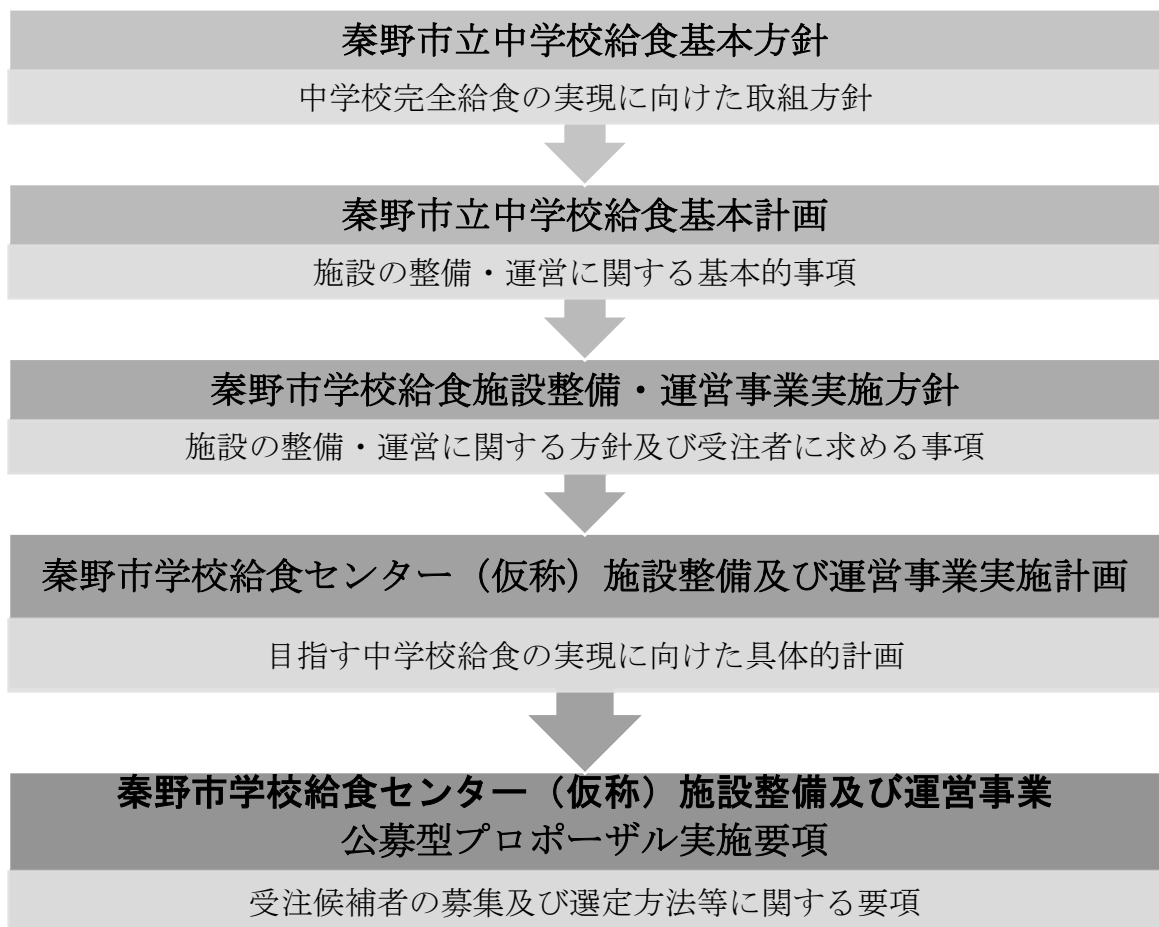 秦野市立中学校給食基本方針
中学校完全給食の実現に向けた取組方針
秦野市立中学校給食基本計画
施設の整備・運営に関する基本的事項
秦野市学校給食施設整備・運営事業実施方針
施設の整備・運営に関する方針及び受注者に求める事項
秦野市学校給食センター（仮称）施設整備及び運営事業実施計画
目指す中学校給食の実現に向けた具体的計画
秦野市学校給食センター（仮称）施設整備及び運営事業
公募型プロポーザル実施要項
受注候補者の募集及び選定方法等に関する要項